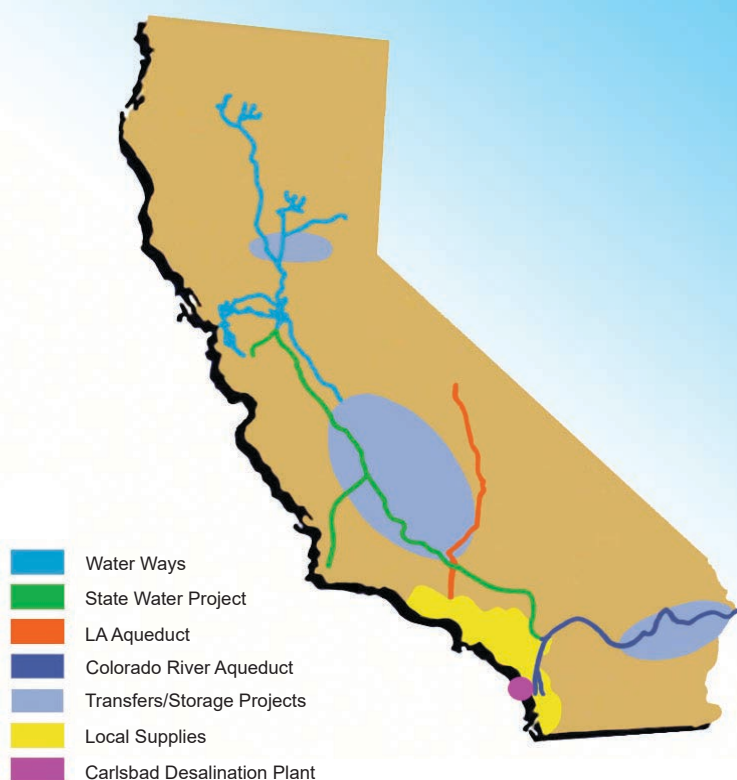 Water Ways
State Water Project
LA Aqueduct
Colorado River Aqueduct
Transfers/Storage Projects
Local Supplies
Carlsbad Desalination Plant